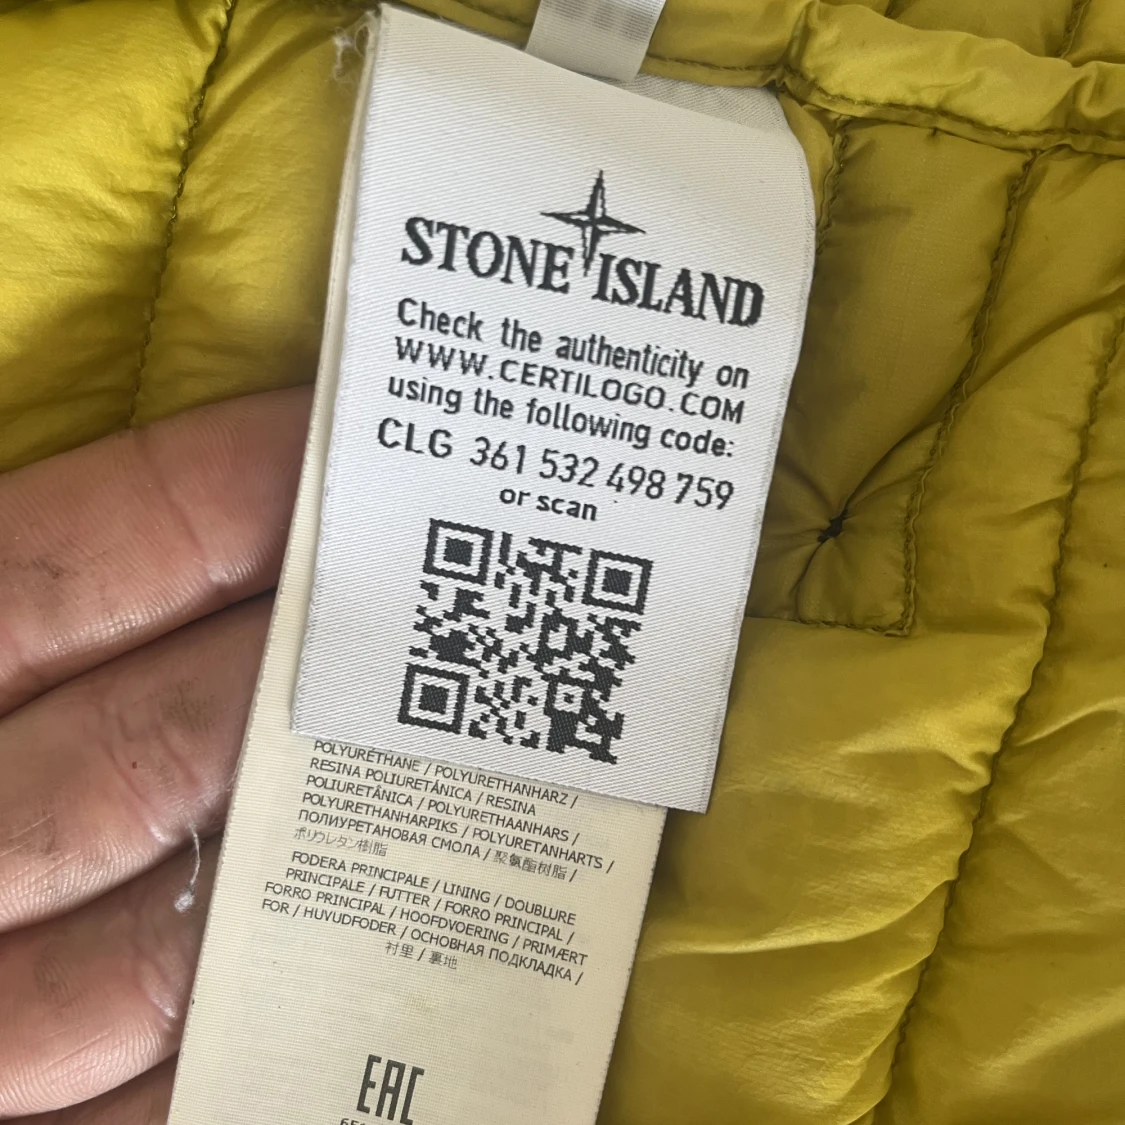 STONE ISLAND
Check the authenticity on
WWW.CERTILOGO.COM
using the following code:
CLG 361 532 498 759
or scan
POLYURÉTHANE / POLYURETHANHARZ /
RESINA POLIURETÂNICA / RESINA
POLIURETÂNICA / POLYURETHAANHARS /
POLYURETHANHARPIKS / POLYURETANHARTS /
ПОЛИУРЕТАНОВАЯ СМОЛА / 聚氨酯树脂 /
ポリウレタン樹脂
FODERA PRINCIPALE / LINING / DOUBLURE
PRINCIPALE / FUTTER / FORRO PRINCIPAL /
FORRO PRINCIPAL / HOOFDVOERING / PRIMÆRT
FOR / HUVUDFODER / ОСНОВНАЯ ПОДКЛАДКА /
衬里 / 裏地
EAC